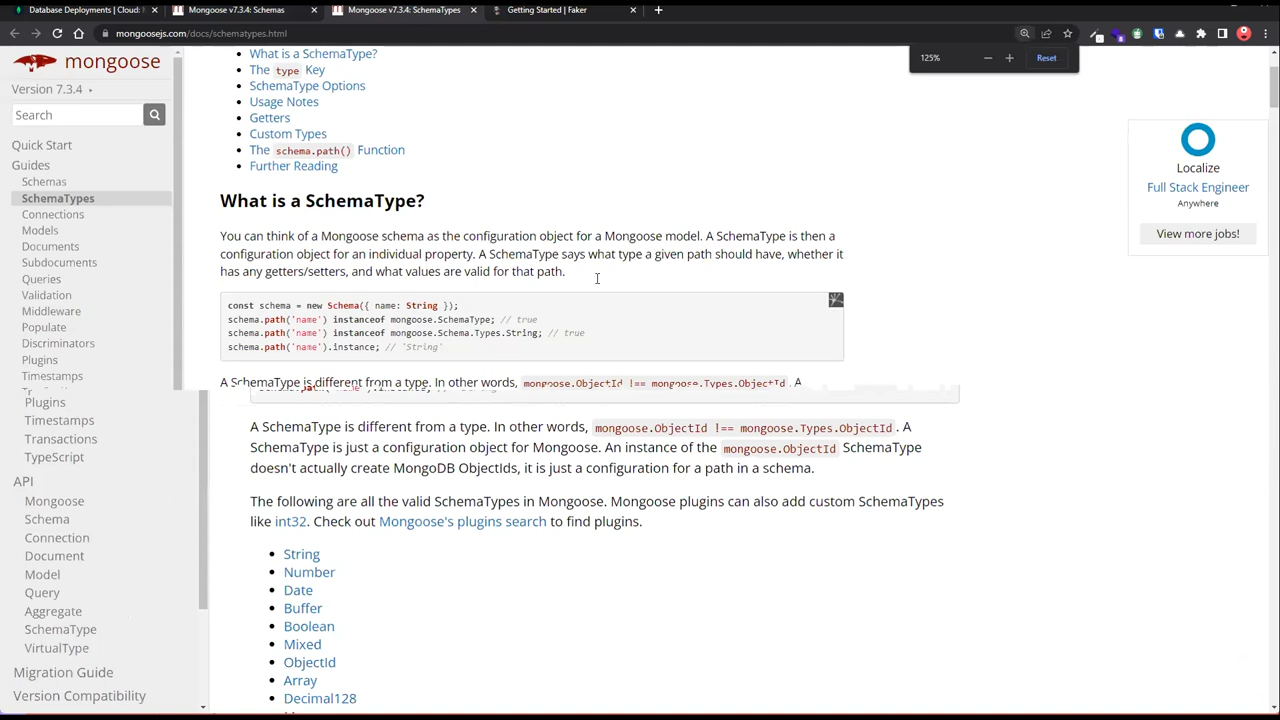 Database Deployments | Cloud:
Mongoose v7.3.4: Schemas
Mongoose v7.3.4: SchemaTypes
Getting Started | Faker
mongoosejs.com/docs/schematypes.html
125%
Reset
mongoose
Version 7.3.4
Search
Quick Start
Guides
Schemas
SchemaTypes
Connections
Models
Documents
Subdocuments
Queries
Validation
Middleware
Populate
Discriminators
Plugins
Timestamps
Plugins
Timestamps
Transactions
TypeScript
API
Mongoose
Schema
Connection
Document
Model
Query
Aggregate
SchemaType
VirtualType
Migration Guide
Version Compatibility
What is a SchemaType?
The type Key
SchemaType Options
Usage Notes
Getters
Custom Types
The schema.path() Function
Further Reading
What is a SchemaType?
You can think of a Mongoose schema as the configuration object for a Mongoose model. A SchemaType is then a
configuration object for an individual property. A SchemaType says what type a given path should have, whether it
has any getters/setters, and what values are valid for that path.
const schema = new Schema({ name: String });
schema.path('name') instanceof mongoose.SchemaType; // true
schema.path('name') instanceof mongoose.Schema.Types.String; // true
schema.path('name').instance; // 'String'
A SchemaType is different from a type. In other words, mongoose.ObjectId !== mongoose.Types.ObjectId . A
A SchemaType is different from a type. In other words, mongoose.ObjectId !== mongoose.Types.ObjectId . A
SchemaType is just a configuration object for Mongoose. An instance of the mongoose.ObjectId SchemaType
doesn't actually create MongoDB ObjectIds, it is just a configuration for a path in a schema.
The following are all the valid SchemaTypes in Mongoose. Mongoose plugins can also add custom SchemaTypes
like int32. Check out Mongoose's plugins search to find plugins.
String
Number
Date
Buffer
Boolean
Mixed
ObjectId
Array
Decimal128
Localize
Full Stack Engineer
Anywhere
View more jobs!